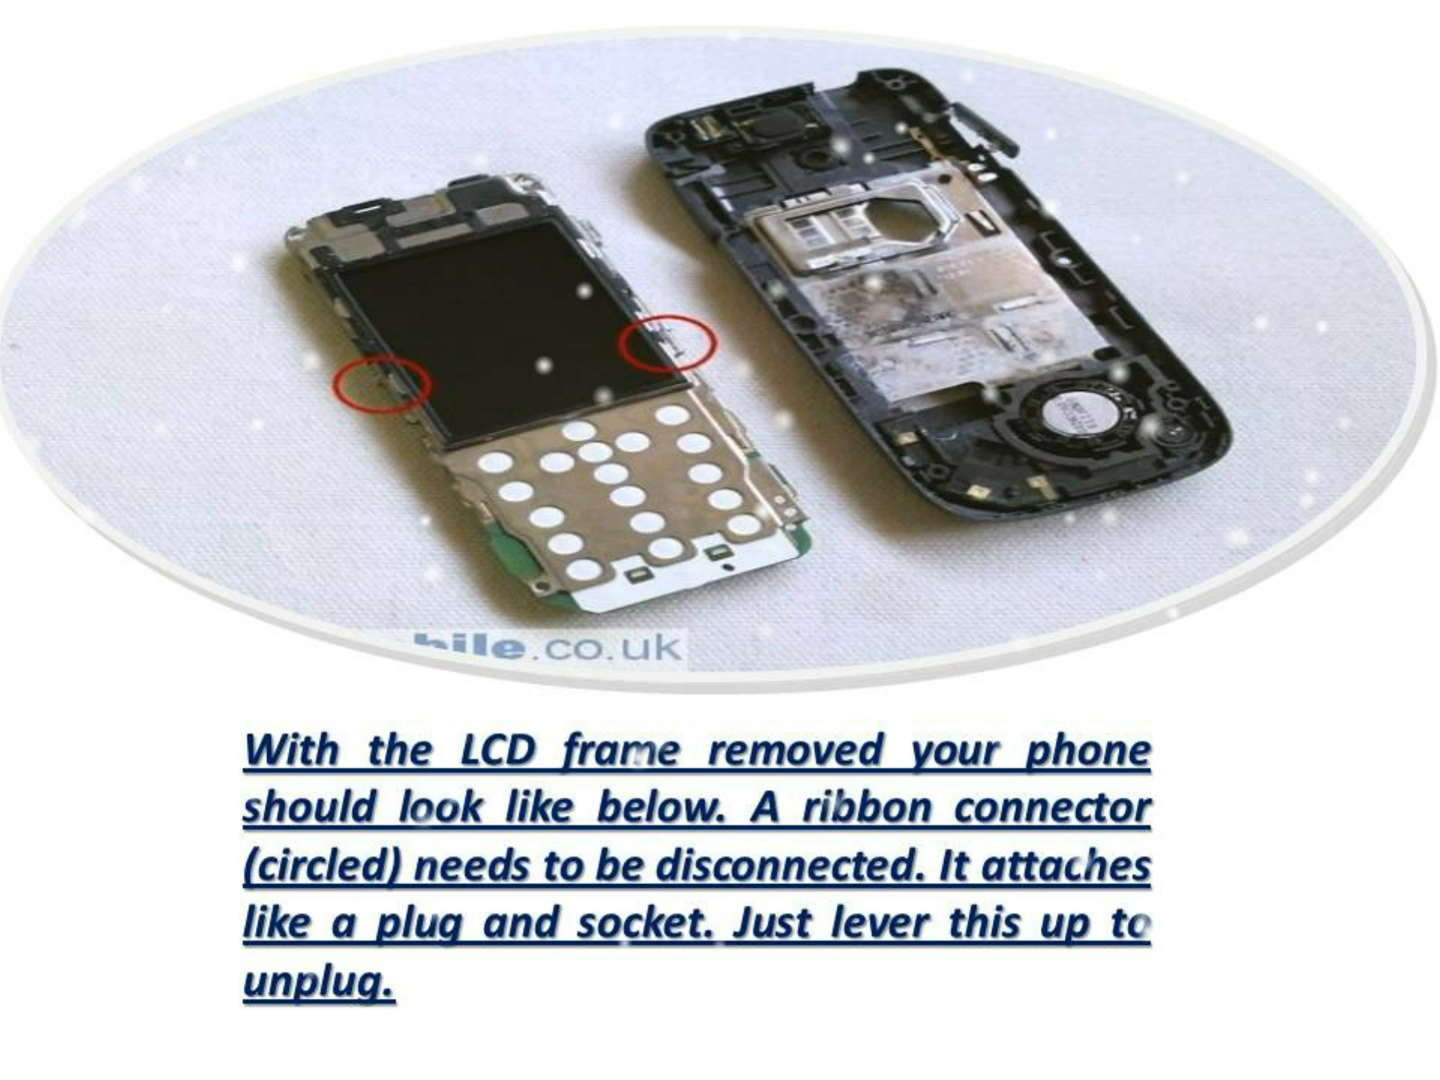 hile.co.uk
With the LCD frame removed your phone
should look like below. A ribbon connector
(circled) needs to be disconnected. It attaches
like a plug and socket. Just lever this up to
unplug.